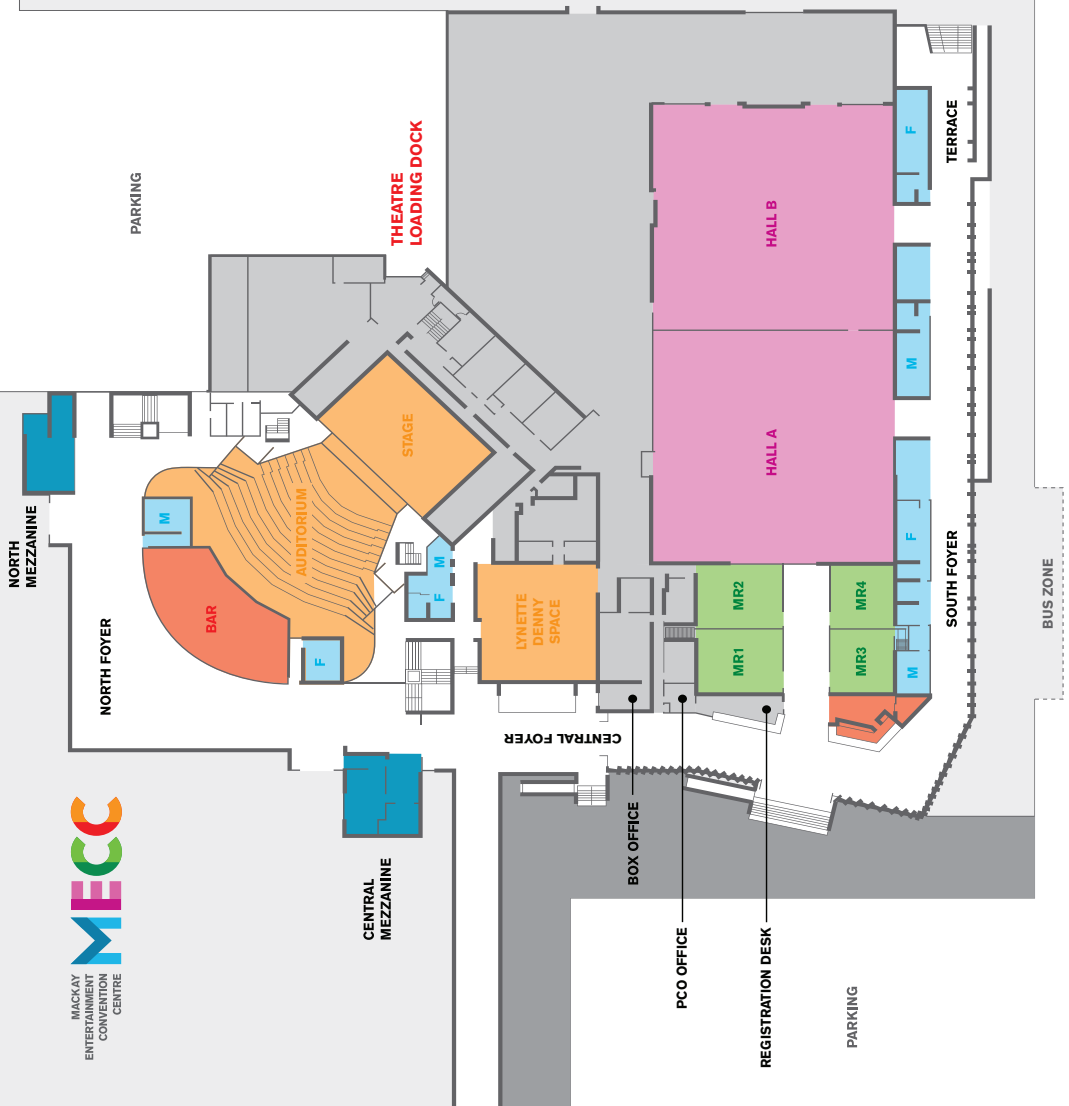 MACKAY
ENTERTAINMENT
CONVENTION
CENTRE
MECC
NORTH
MEZZANINE
NORTH FOYER
PARKING
M
BAR
AUDITORIUM
F
STAGE
THEATRE
LOADING DOCK
CENTRAL
MEZZANINE
F
M
LYNETTE
DENNY
SPACE
CENTRAL FOYER
BOX OFFICE
PCO OFFICE
REGISTRATION DESK
MR1
MR2
HALL A
HALL B
MR3
MR4
M
F
M
F
SOUTH FOYER
TERRACE
PARKING
BUS ZONE